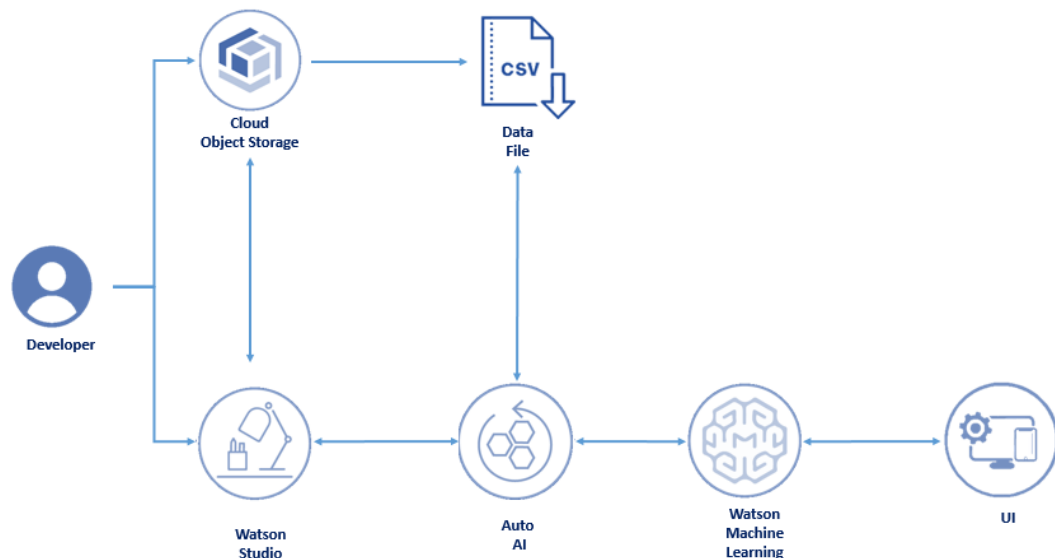 CSV
Cloud
Object Storage
Data
File
Developer
Watson
Studio
Auto
AI
Watson
Machine
Learning
UI